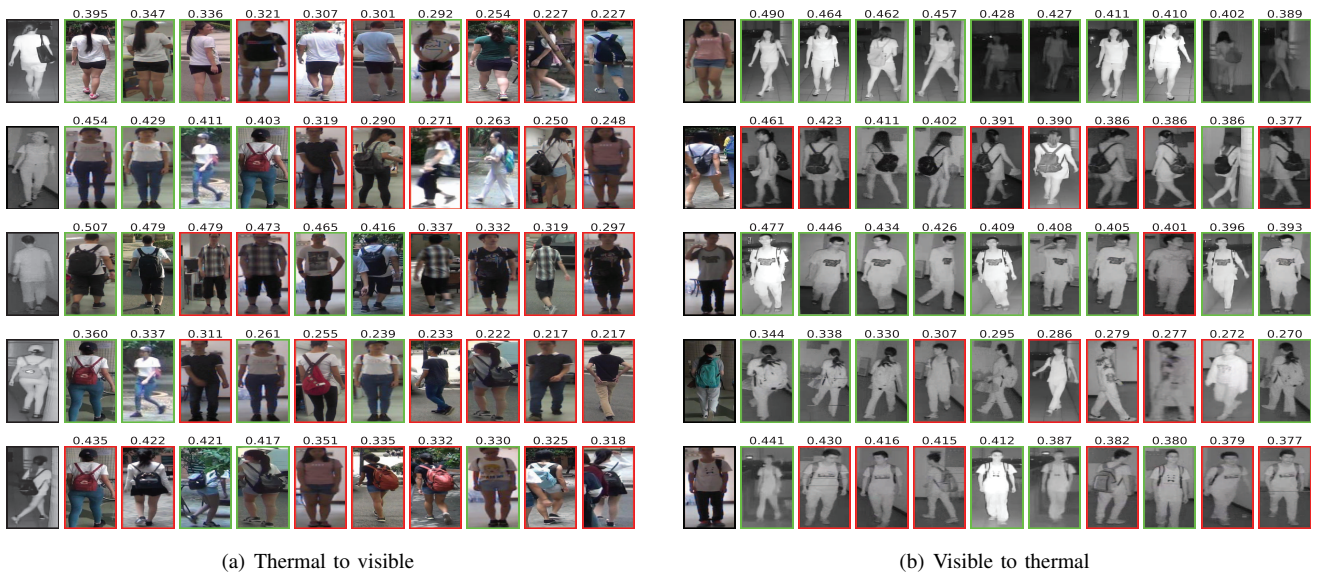 0.395 0.347 0.336 0.321 0.307 0.301 0.292 0.254 0.227 0.227
0.454 0.429 0.411 0.403 0.319 0.290 0.271 0.263 0.250 0.248
0.507 0.479 0.479 0.473 0.465 0.416 0.337 0.332 0.319 0.297
0.360 0.337 0.311 0.261 0.255 0.239 0.233 0.222 0.217 0.217
0.435 0.422 0.421 0.417 0.351 0.335 0.332 0.330 0.325 0.318
(a) Thermal to visible
0.490 0.464 0.462 0.457 0.428 0.427 0.411 0.410 0.402 0.389
0.461 0.423 0.411 0.402 0.391 0.390 0.386 0.386 0.386 0.377
0.477 0.446 0.434 0.426 0.409 0.408 0.405 0.401 0.396 0.393
0.344 0.338 0.330 0.307 0.295 0.286 0.279 0.277 0.272 0.270
0.441 0.430 0.416 0.415 0.412 0.387 0.382 0.380 0.379 0.377
(b) Visible to thermal